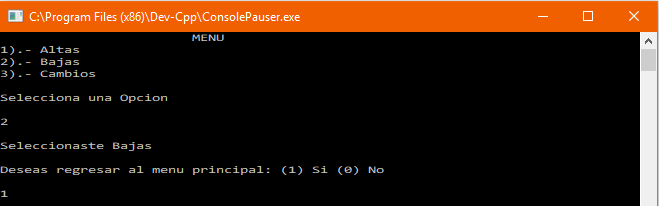 C:\Program Files (x86)\Dev-Cpp\ConsolePauser.exe
MENU
1).- Altas
2).- Bajas
3).- Cambios
Selecciona una Opcion
2
Seleccionaste Bajas
Deseas regresar al menu principal: (1) Si (0) No
1